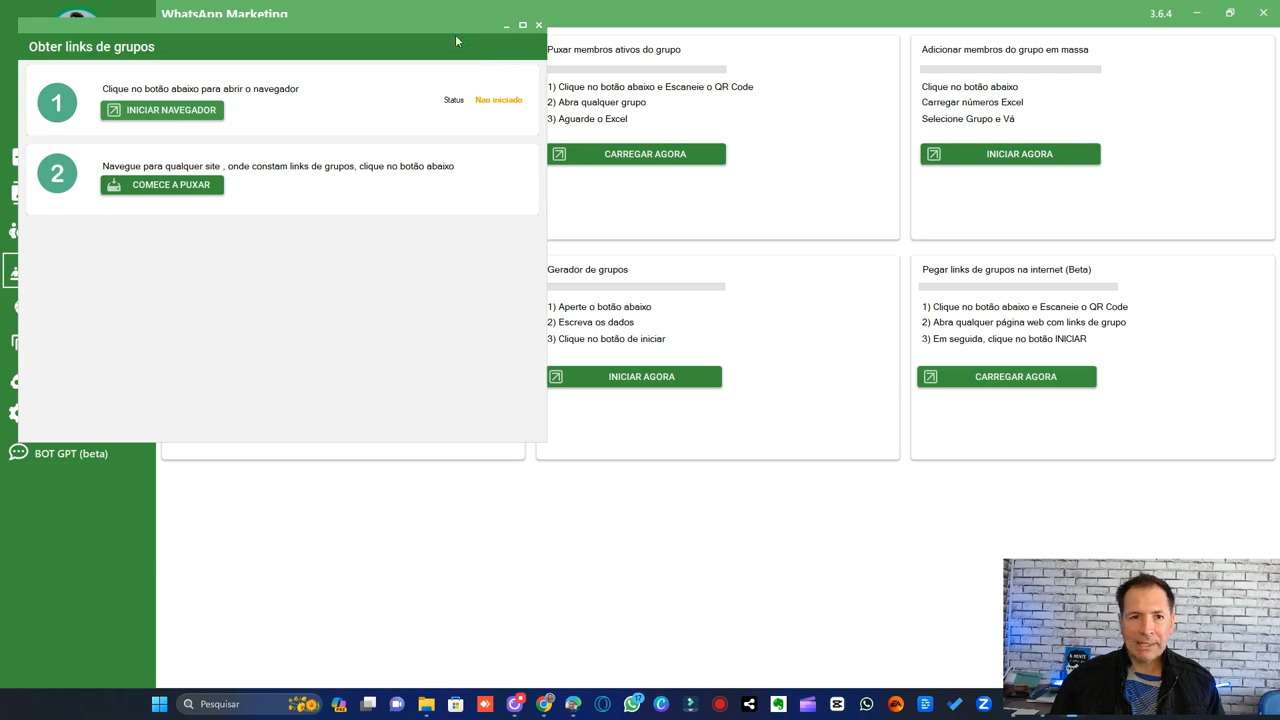 WhatsApp Marketing
3.6.4
Obter links de grupos
1
Clique no botão abaixo para abrir o navegador
INICIAR NAVEGADOR
Status
Nao iniciado
2
Navegue para qualquer site , onde constam links de grupos, clique no botão abaixo
COMECE A PUXAR
Puxar membros ativos do grupo
1) Clique no botão abaixo e Escaneie o QR Code
2) Abra qualquer grupo
3) Aguarde o Excel
CARREGAR AGORA
Adicionar membros do grupo em massa
Clique no botão abaixo
Carregar números Excel
Selecione Grupo e Vá
INICIAR AGORA
Gerador de grupos
1) Aperte o botão abaixo
2) Escreva os dados
3) Clique no botão de iniciar
INICIAR AGORA
Pegar links de grupos na internet (Beta)
1) Clique no botão abaixo e Escaneie o QR Code
2) Abra qualquer página web com links de grupo
3) Em seguida, clique no botão INICIAR
CARREGAR AGORA
BOT GPT (beta)
A MENTE
Pesquisar
17